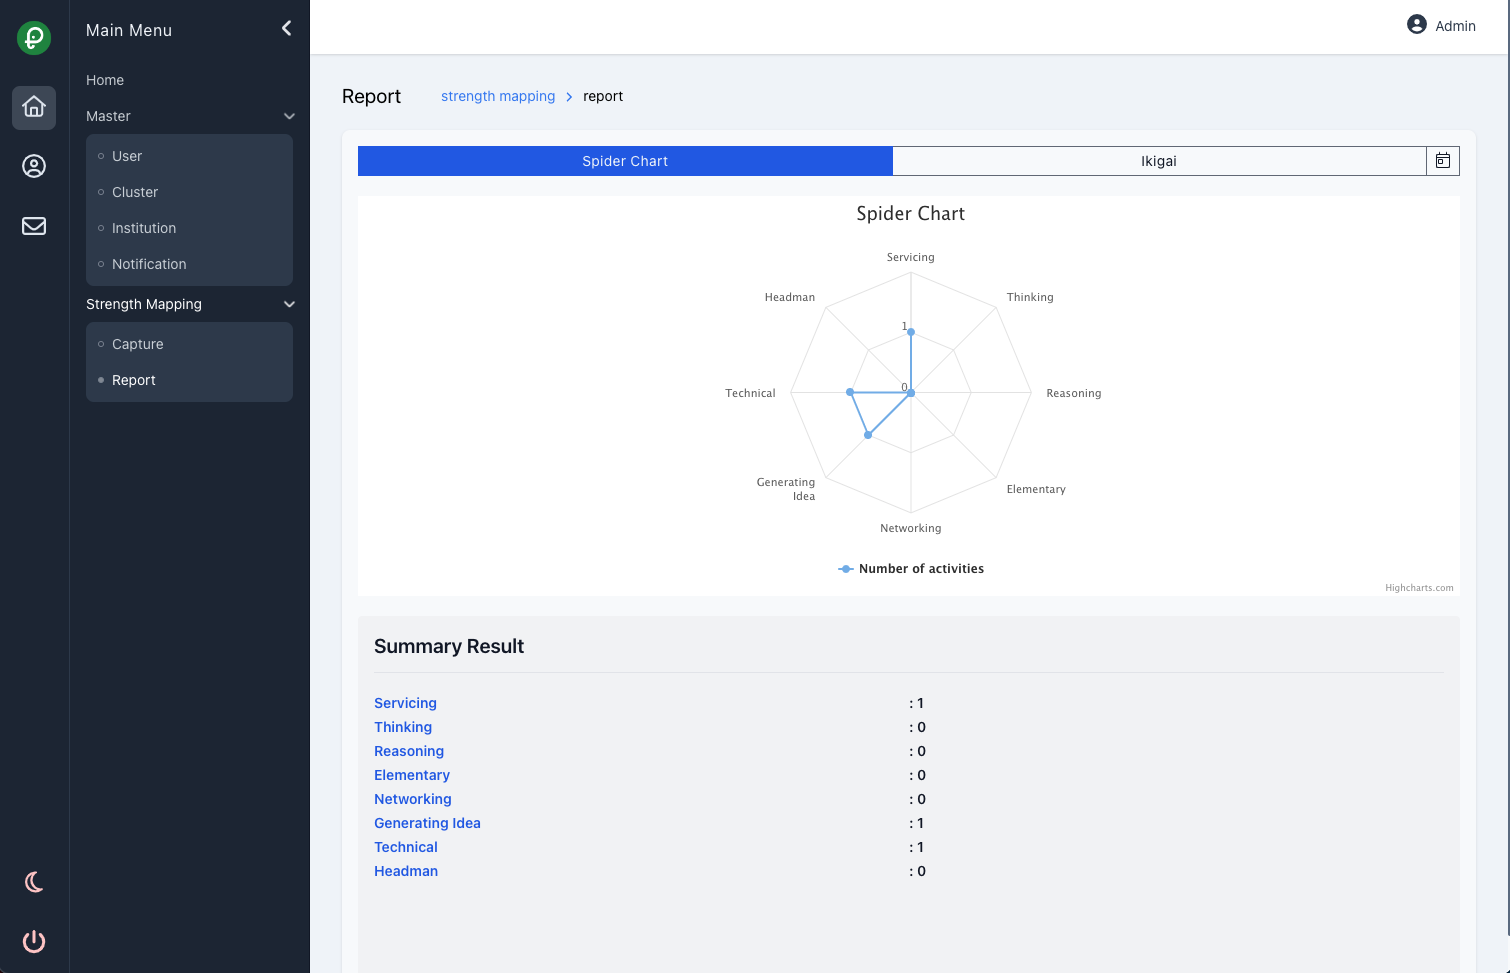 Main Menu
Admin
Home
Master
User
Cluster
Institution
Notification
Strength Mapping
Capture
Report
Report
strength mapping > report
Spider Chart
Ikigai
Spider Chart
Servicing
Headman
Thinking
1
0
Technical
Reasoning
Generating
Idea
Elementary
Networking
Number of activities
Highcharts.com
Summary Result
Servicing : 1
Thinking : 0
Reasoning : 0
Elementary : 0
Networking : 0
Generating Idea : 1
Technical : 1
Headman : 0